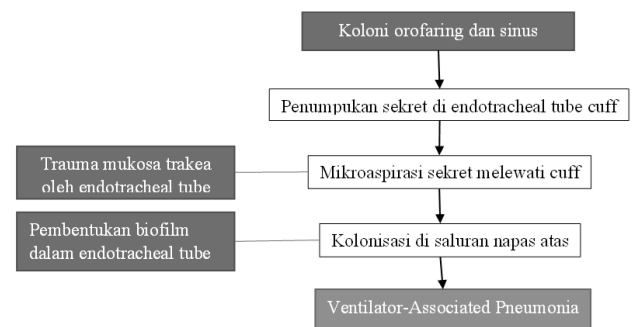 Koloni orofaring dan sinus
Penumpukan sekret di endotracheal tube cuff
Trauma mukosa trakea
oleh endotracheal tube
Mikroaspirasi sekret melewati cuff
Pembentukan biofilm
dalam endotracheal tube
Kolonisasi di saluran napas atas
Ventilator-Associated Pneumonia